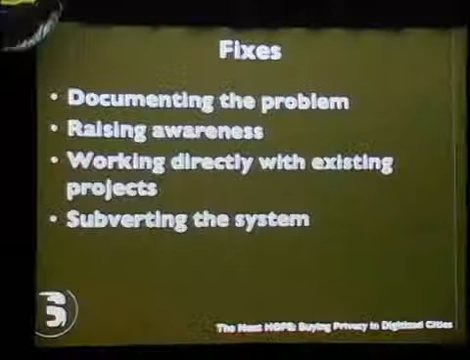 Fixes
• Documenting the problem
• Raising awareness
• Working directly with existing
projects
• Subverting the system
The Next HOPE: Buying Privacy in Digitized Cities